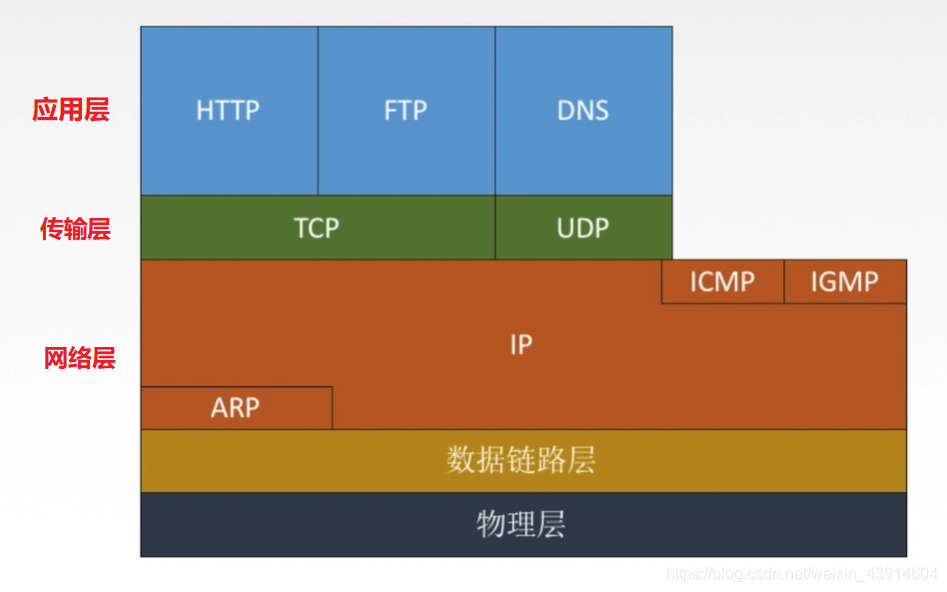 应用层
HTTP
FTP
DNS
传输层
TCP
UDP
ICMP
IGMP
网络层
IP
ARP
数据链路层
物理层
https://blog.csdn.net/weixin_43914604